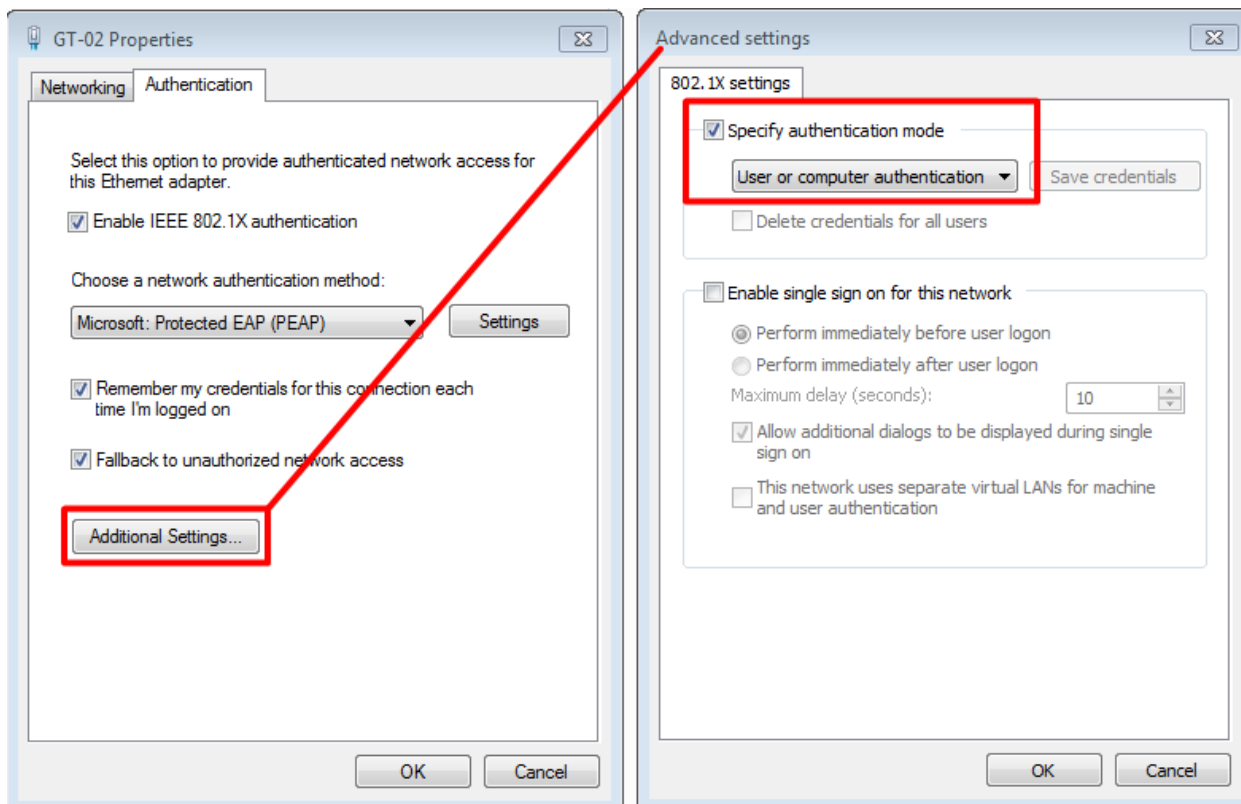 GT-02 Properties
Networking
Authentication
Select this option to provide authenticated network access for
this Ethernet adapter.
Enable IEEE 802.1X authentication
Choose a network authentication method:
Microsoft: Protected EAP (PEAP)
Settings
Remember my credentials for this connection each
time I'm logged on
Fallback to unauthorized network access
Additional Settings...
OK
Cancel
Advanced settings
802.1X settings
Specify authentication mode
User or computer authentication
Save credentials
Delete credentials for all users
Enable single sign on for this network
Perform immediately before user logon
Perform immediately after user logon
Maximum delay (seconds):
10
Allow additional dialogs to be displayed during single
sign on
This network uses separate virtual LANs for machine
and user authentication
OK
Cancel